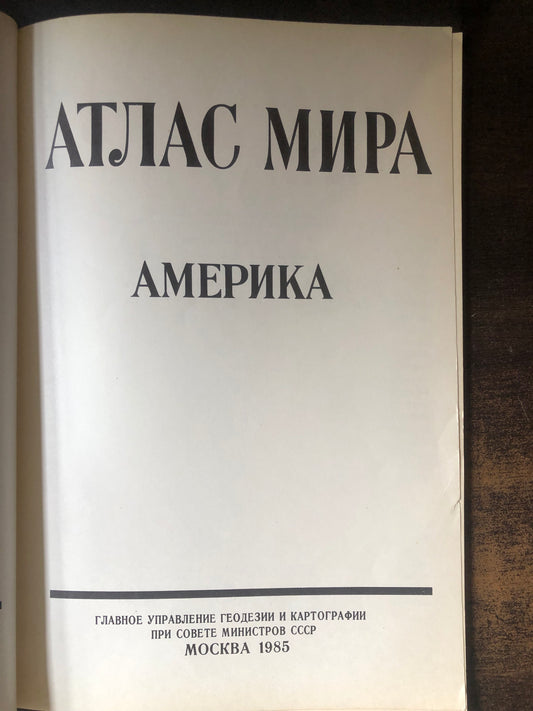 АТЛАС МИРА
АМЕРИКА
ГЛАВНОЕ УПРАВЛЕНИЕ ГЕОДЕЗИИ И КАРТОГРАФИИ
ПРИ СОВЕТЕ МИНИСТРОВ СССР
МОСКВА 1985